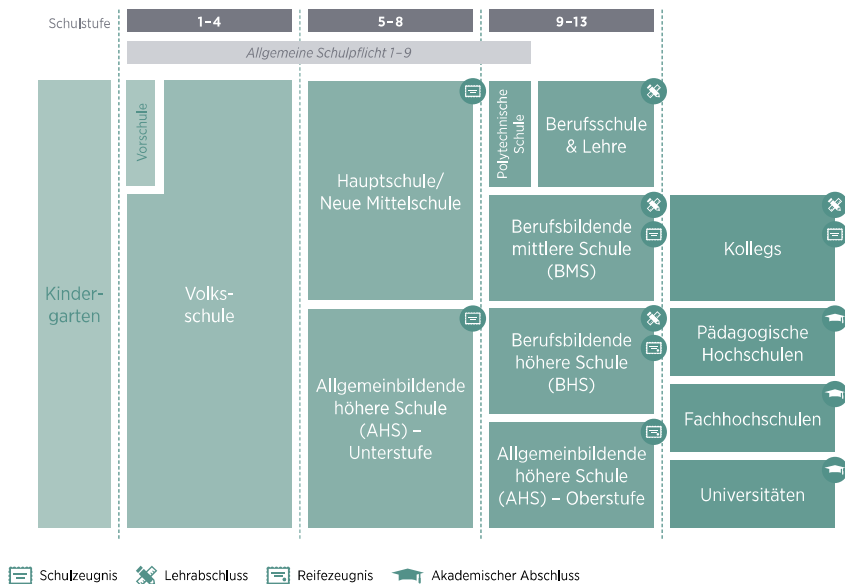 Schulstufe
1–4
5–8
9–13
Allgemeine Schulpflicht 1–9
Kinder-
garten
Vorschule
Volks-
schule
Hauptschule/
Neue Mittelschule
Allgemeinbildende
höhere Schule
(AHS) –
Unterstufe
Polytechnische
Schule
Berufsschule
& Lehre
Berufsbildende
mittlere Schule
(BMS)
Berufsbildende
höhere Schule
(BHS)
Allgemeinbildende
höhere Schule
(AHS) – Oberstufe
Kollegs
Pädagogische
Hochschulen
Fachhochschulen
Universitäten
Schulzeugnis
Lehrabschluss
Reifezeugnis
Akademischer Abschluss